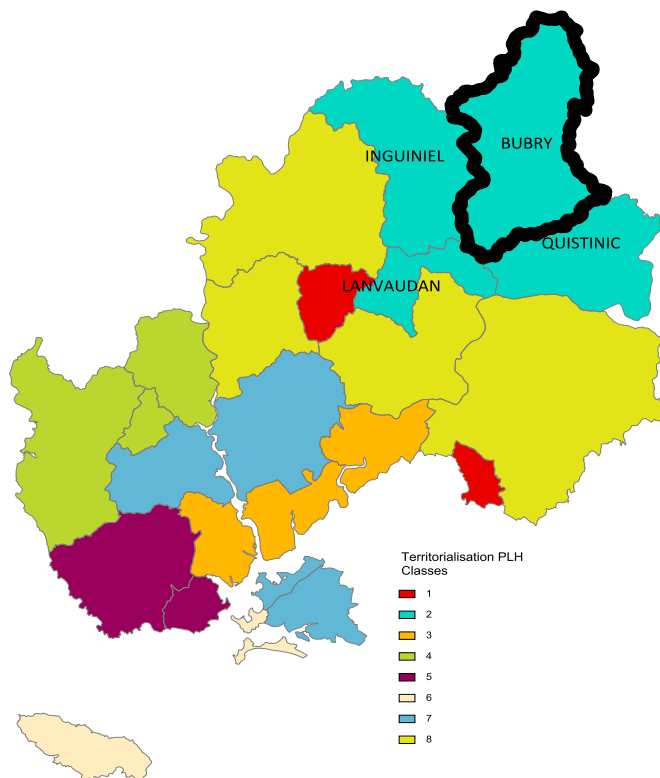 BUBRY
INGUINIEL
QUISTINIC
LANVAUDAN
Territorialisation PLH
Classes
1
2
3
4
5
6
7
8